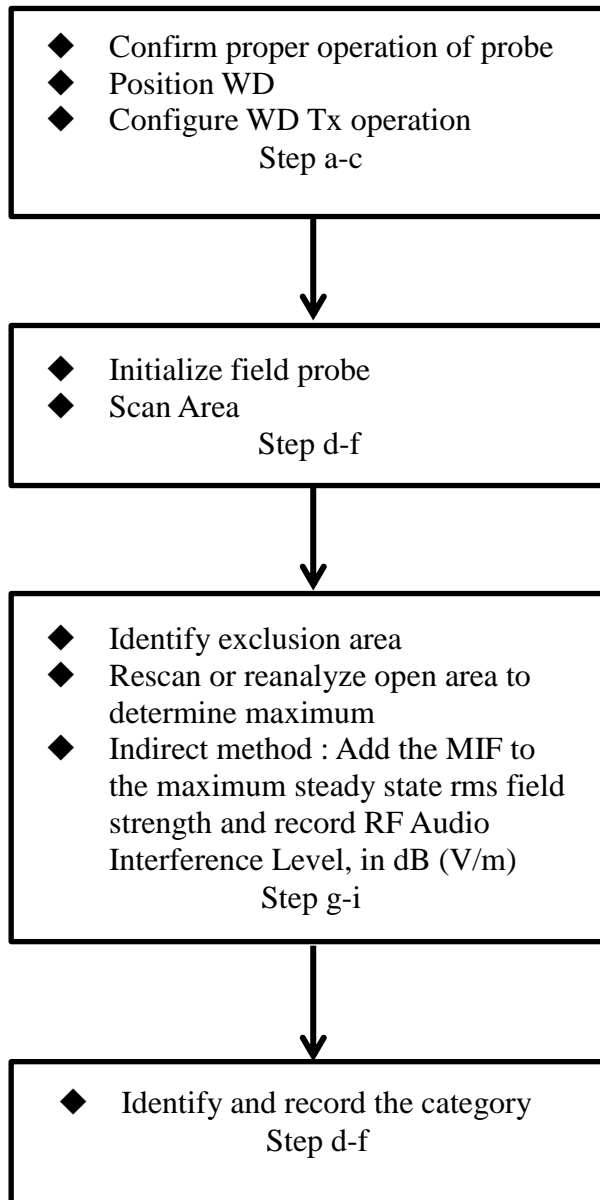 ◆ Confirm proper operation of probe
◆ Position WD
◆ Configure WD Tx operation
Step a-c
◆ Initialize field probe
◆ Scan Area
Step d-f
◆ Identify exclusion area
◆ Rescan or reanalyze open area to
determine maximum
◆ Indirect method : Add the MIF to
the maximum steady state rms field
strength and record RF Audio
Interference Level, in dB (V/m)
Step g-i
◆ Identify and record the category
Step d-f